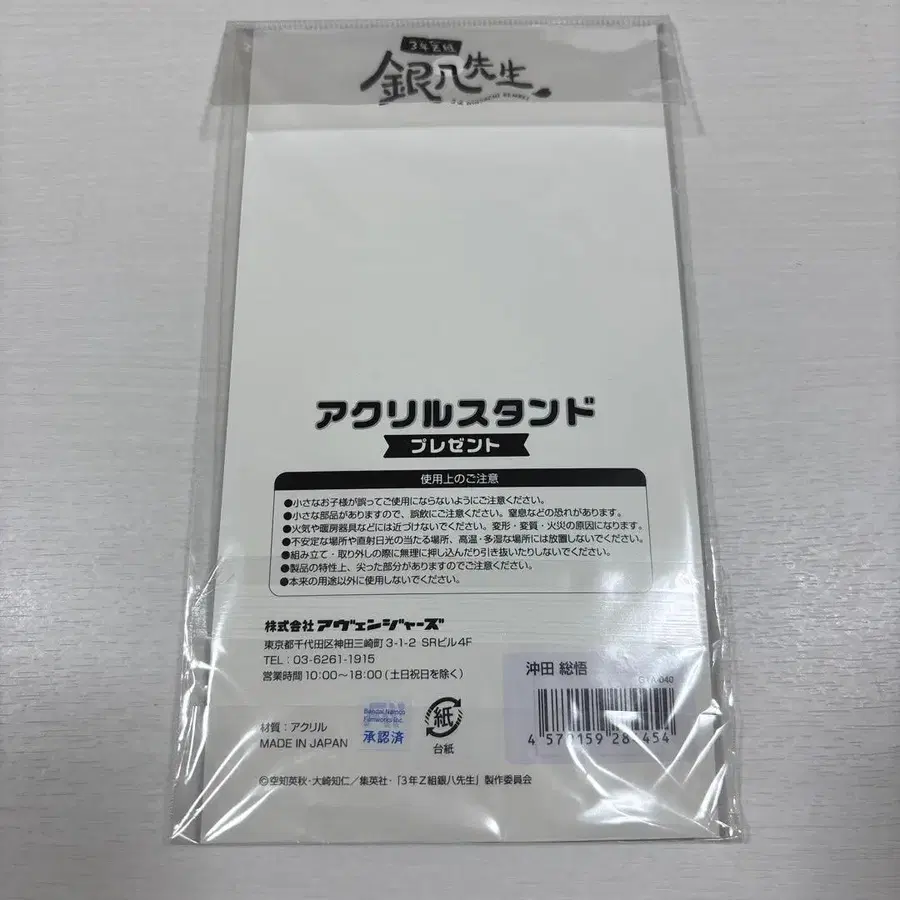 3年Z組
銀八先生
アクリルスタンド
プレゼント
使用上のご注意
●小さなお子様が誤ってご使用にならないようにご注意ください。
●小さな部品がありますので、誤飲にご注意ください。窒息などの恐れがあります。
●火気や暖房器具などには近づけないでください。変形・変質・火災の原因になります。
●不安定な場所や直射日光の当たる場所、高温・多湿な場所には放置しないでください。
●組み立て・取り外しの際に無理に押し込んだり引き抜いたりしないでください。
●製品の特性上、尖った部分がありますのでご注意ください。
●本来の用途以外に使用しないでください。
株式会社アヴェンジャーズ
東京都千代田区神田三崎町3-1-2 SRビル4F
TEL：03-6261-1915
営業時間 10:00〜18:00(土日祝日を除く)
沖田 総悟
4 570159 28 454
材質：アクリル
MADE IN JAPAN
Bandai Namco
Filmworks Inc.
承認済
紙
台紙
©空知英秋・大崎知仁／集英社・「3年Z組銀八先生」製作委員会